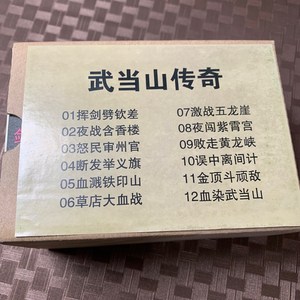 武当山传奇
01挥剑劈钦差
02夜战含香楼
03怒民审州官
04断发举义旗
05血溅铁印山
06草店大血战
07激战五龙崖
08夜闯紫霄宫
09败走黄龙峡
10误中离间计
11金顶斗顽敌
12血染武当山